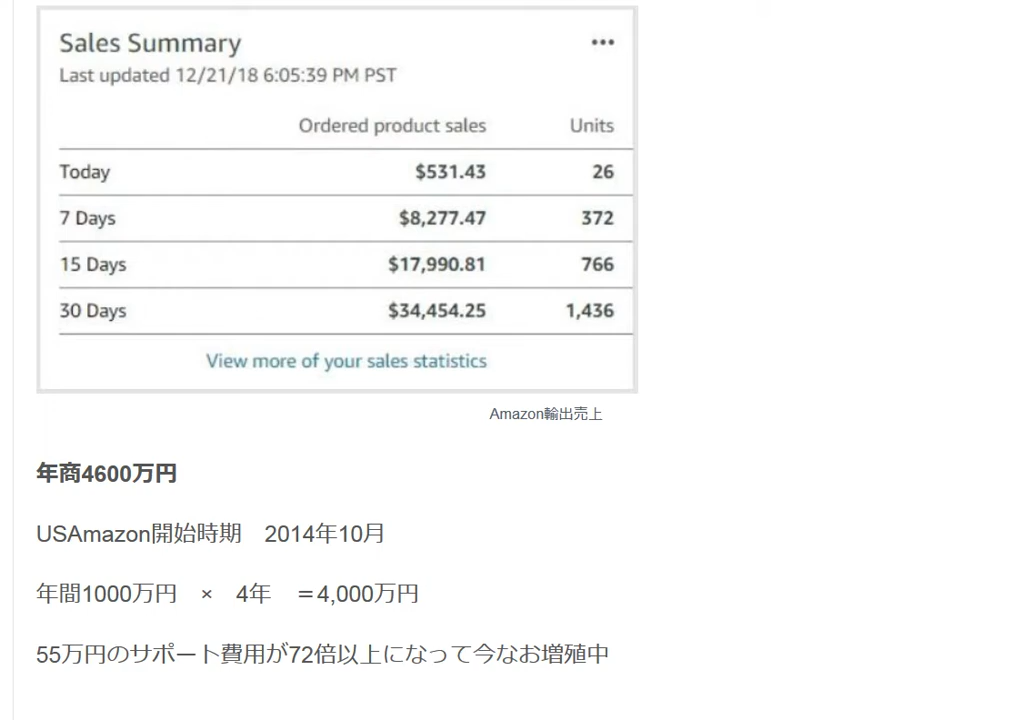 Sales Summary
Last updated 12/21/18 6:05:39 PM PST
Ordered product sales Units
Today $531.43 26
7 Days $8,277.47 372
15 Days $17,990.81 766
30 Days $34,454.25 1,436
View more of your sales statistics
Amazon輸出売上
年商4600万円
USAmazon開始時期　2014年10月
年間1000万円　×　4年　＝4,000万円
55万円のサポート費用が72倍以上になって今なお増殖中